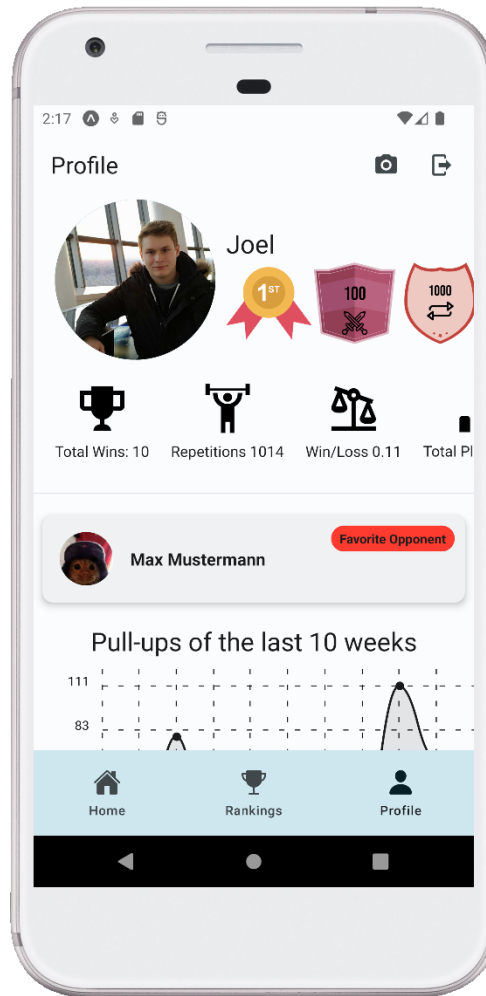 2:17
Profile
Joel
1ST
100
1000
Total Wins: 10
Repetitions 1014
Win/Loss 0.11
Total Pl
Favorite Opponent
Max Mustermann
Pull-ups of the last 10 weeks
111
83
Home
Rankings
Profile